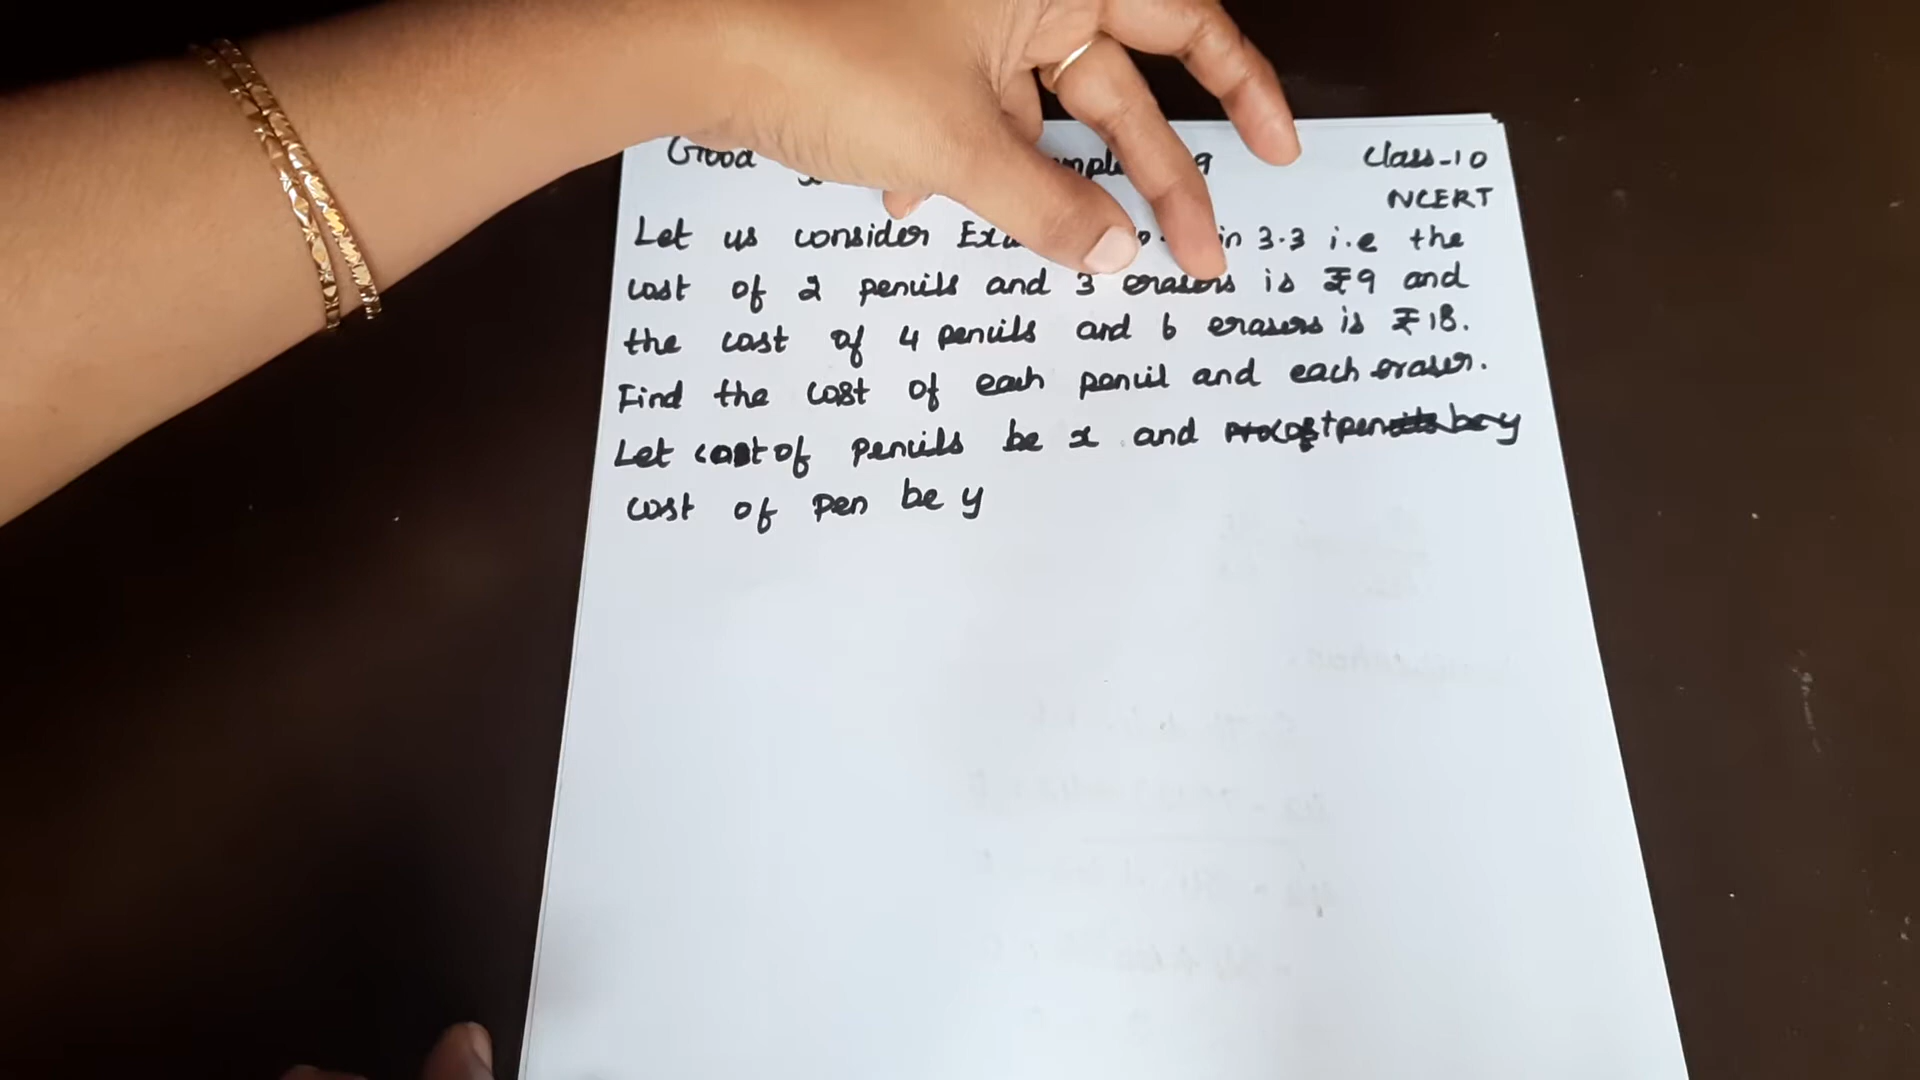 Good 9 Class-10
NCERT
Let us consider in 3.3 i.e the
cost of 2 pencils and 3 erasers is ₹9 and
the cost of 4 pencils and 6 erasers is ₹18.
Find the cost of each pencil and each eraser.
Let cost of pencils be x and
cost of pen be y